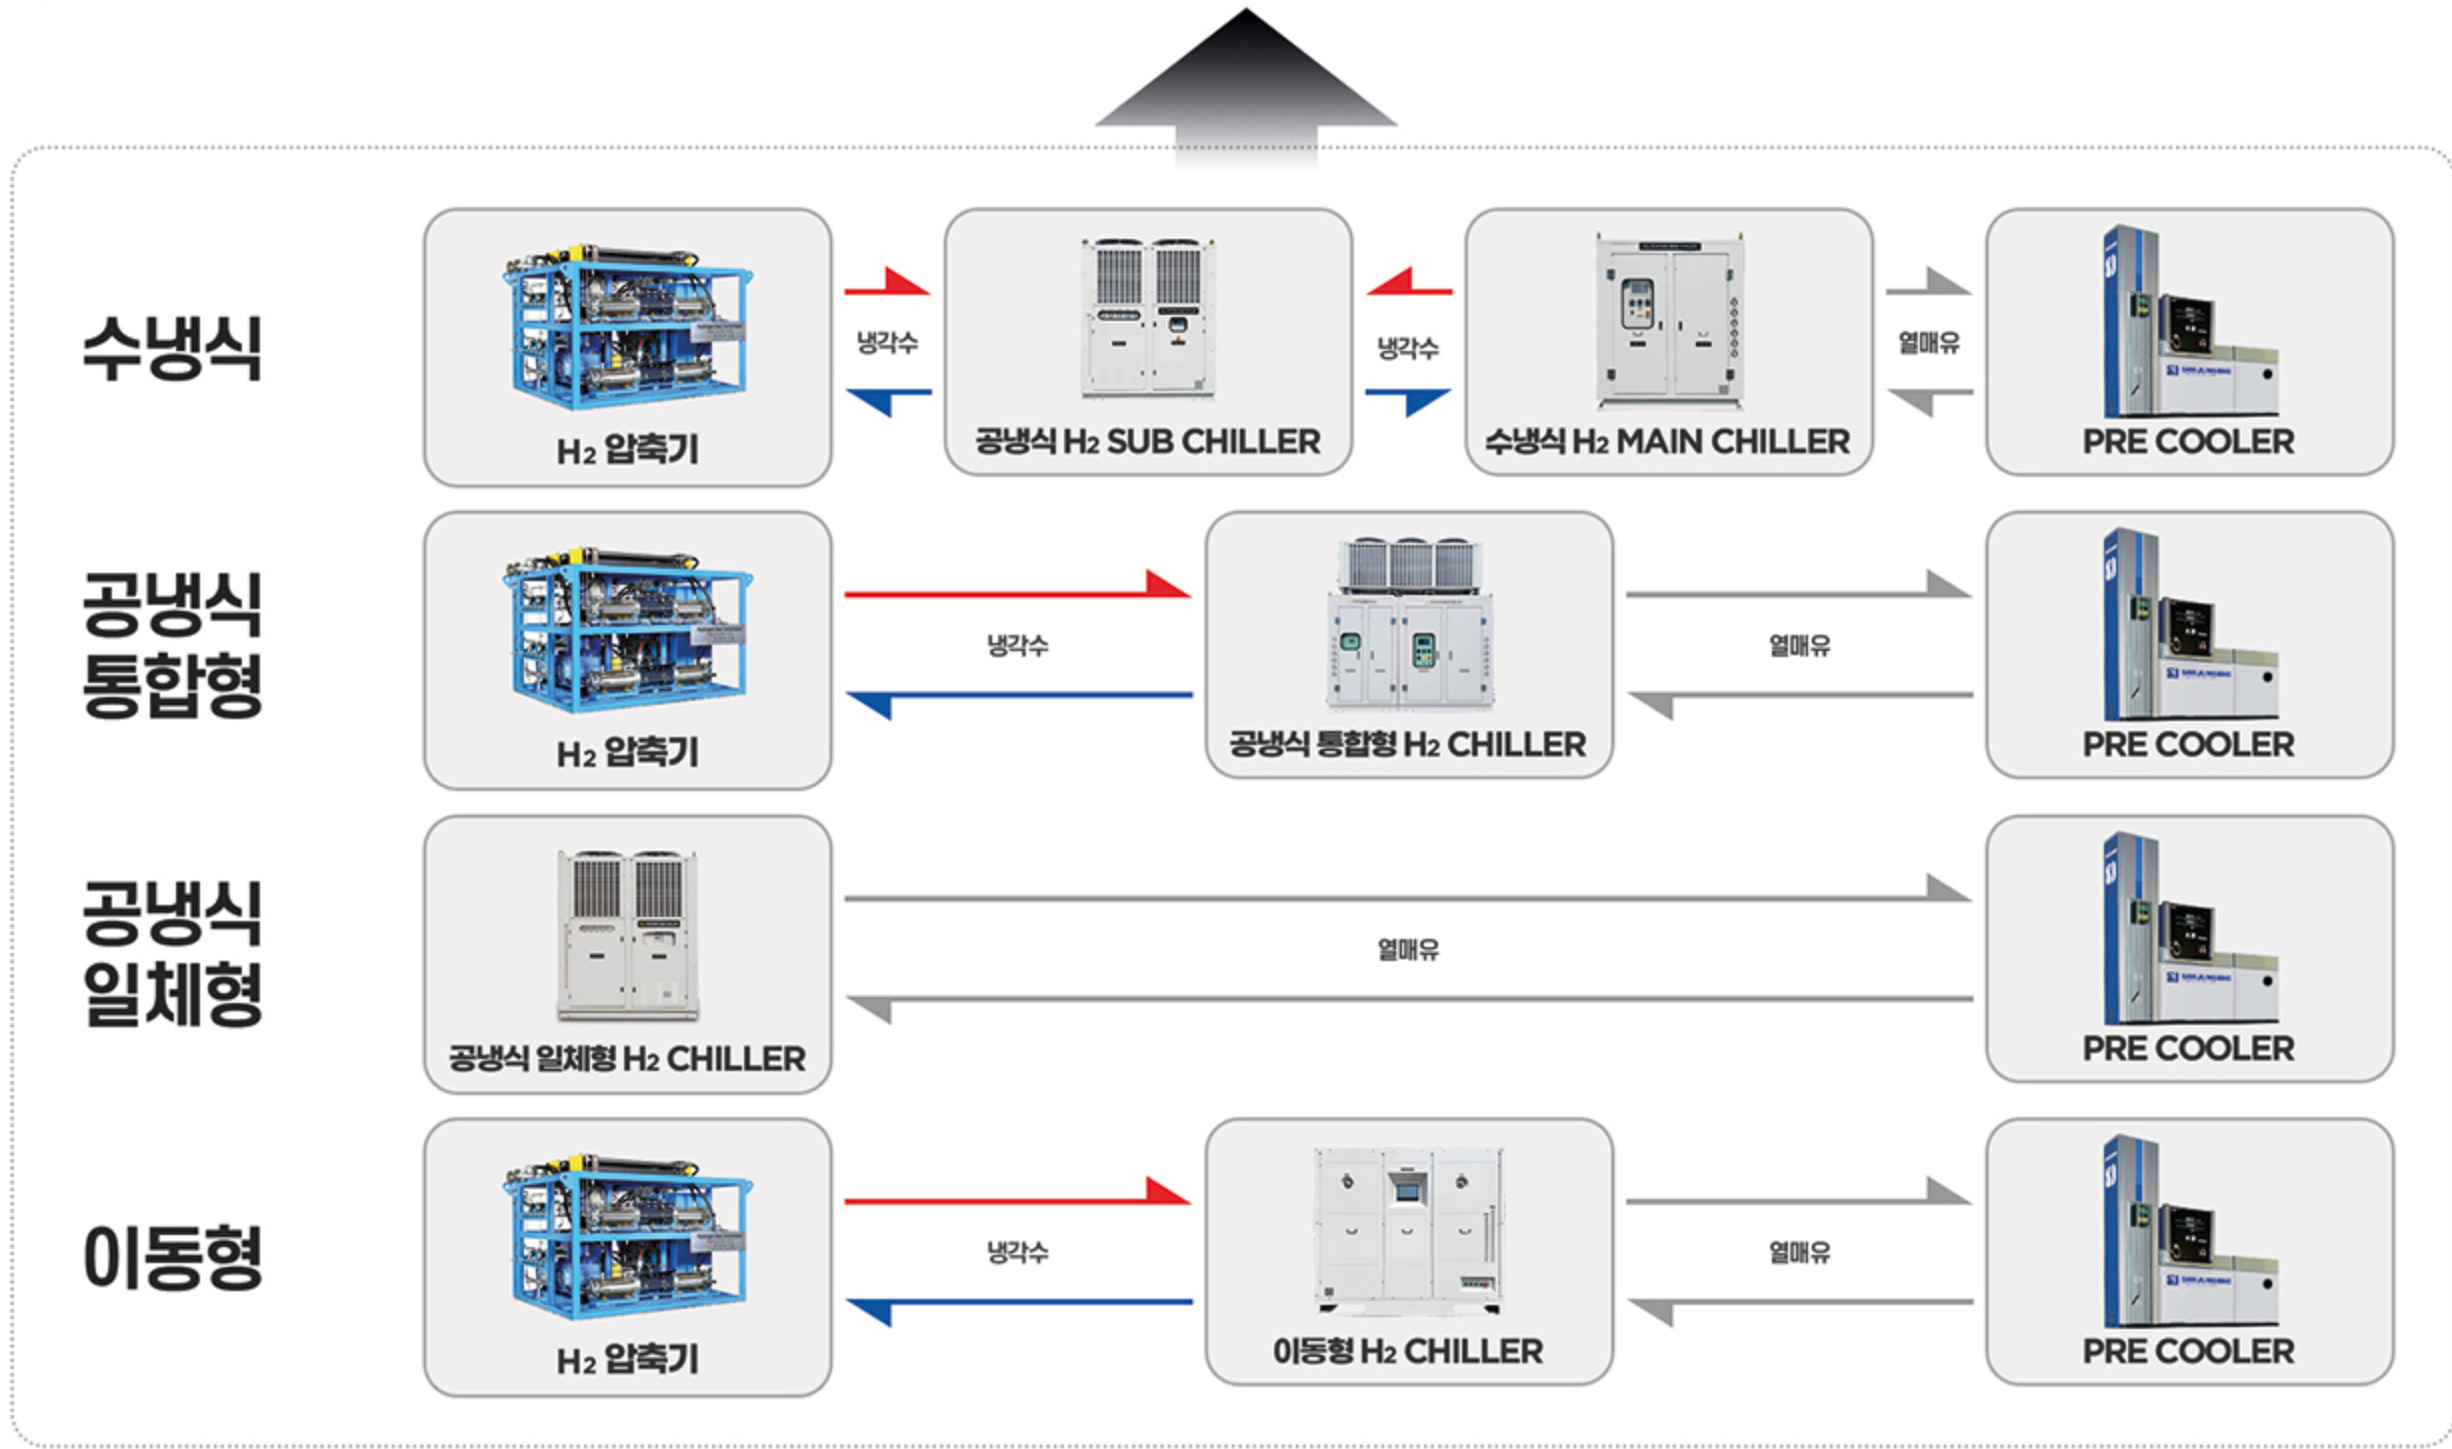 수냉식
냉각수
냉각수
열매유
H2 압축기
공냉식 H2 SUB CHILLER
수냉식 H2 MAIN CHILLER
PRE COOLER
공냉식
통합형
냉각수
열매유
H2 압축기
공냉식 통합형 H2 CHILLER
PRE COOLER
공냉식
일체형
열매유
공냉식 일체형 H2 CHILLER
PRE COOLER
이동형
냉각수
열매유
H2 압축기
이동형 H2 CHILLER
PRE COOLER